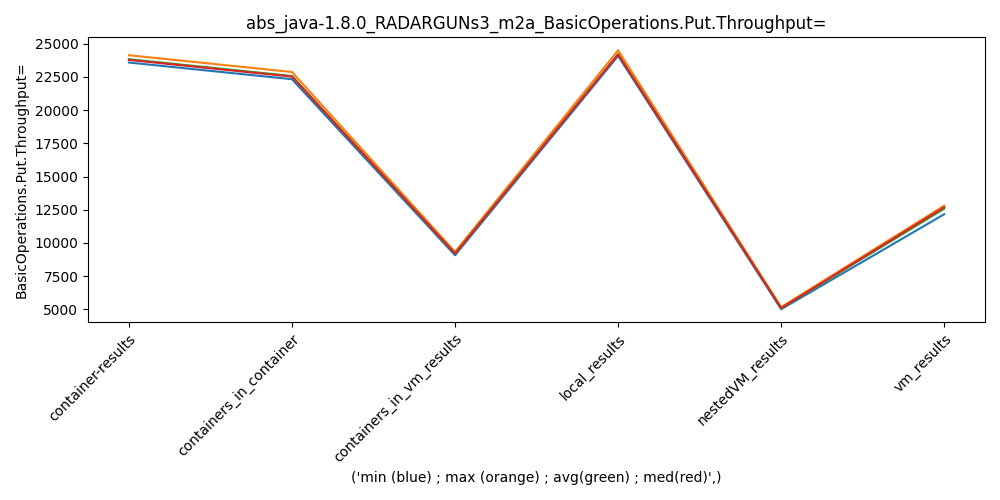 abs_java-1.8.0_RADARGUNs3_m2a_BasicOperations.Put.Throughput=
BasicOperations.Put.Throughput=
25000
22500
20000
17500
15000
12500
10000
7500
5000
container-results
containers_in_container
containers_in_vm_results
local_results
nestedVM_results
vm_results
('min (blue) ; max (orange) ; avg(green) ; med(red)',)